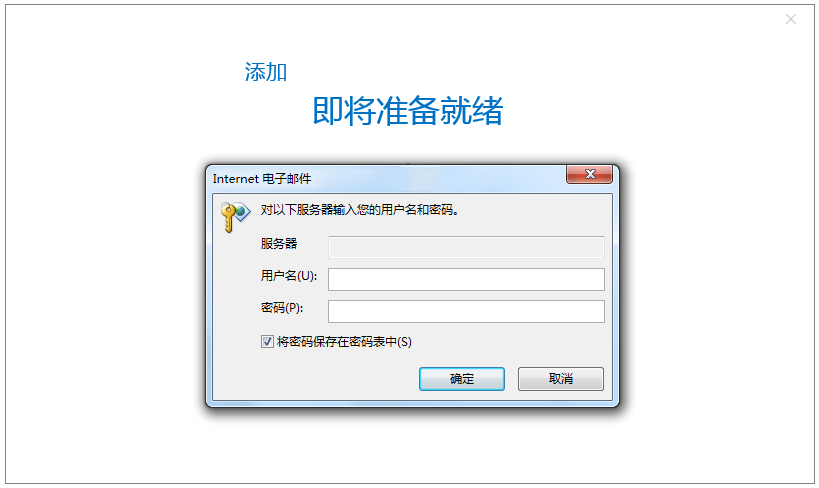 添加
即将准备就绪
Internet 电子邮件
对以下服务器输入您的用户名和密码。
服务器
用户名(U):
密码(P):
将密码保存在密码表中(S)
确定 取消